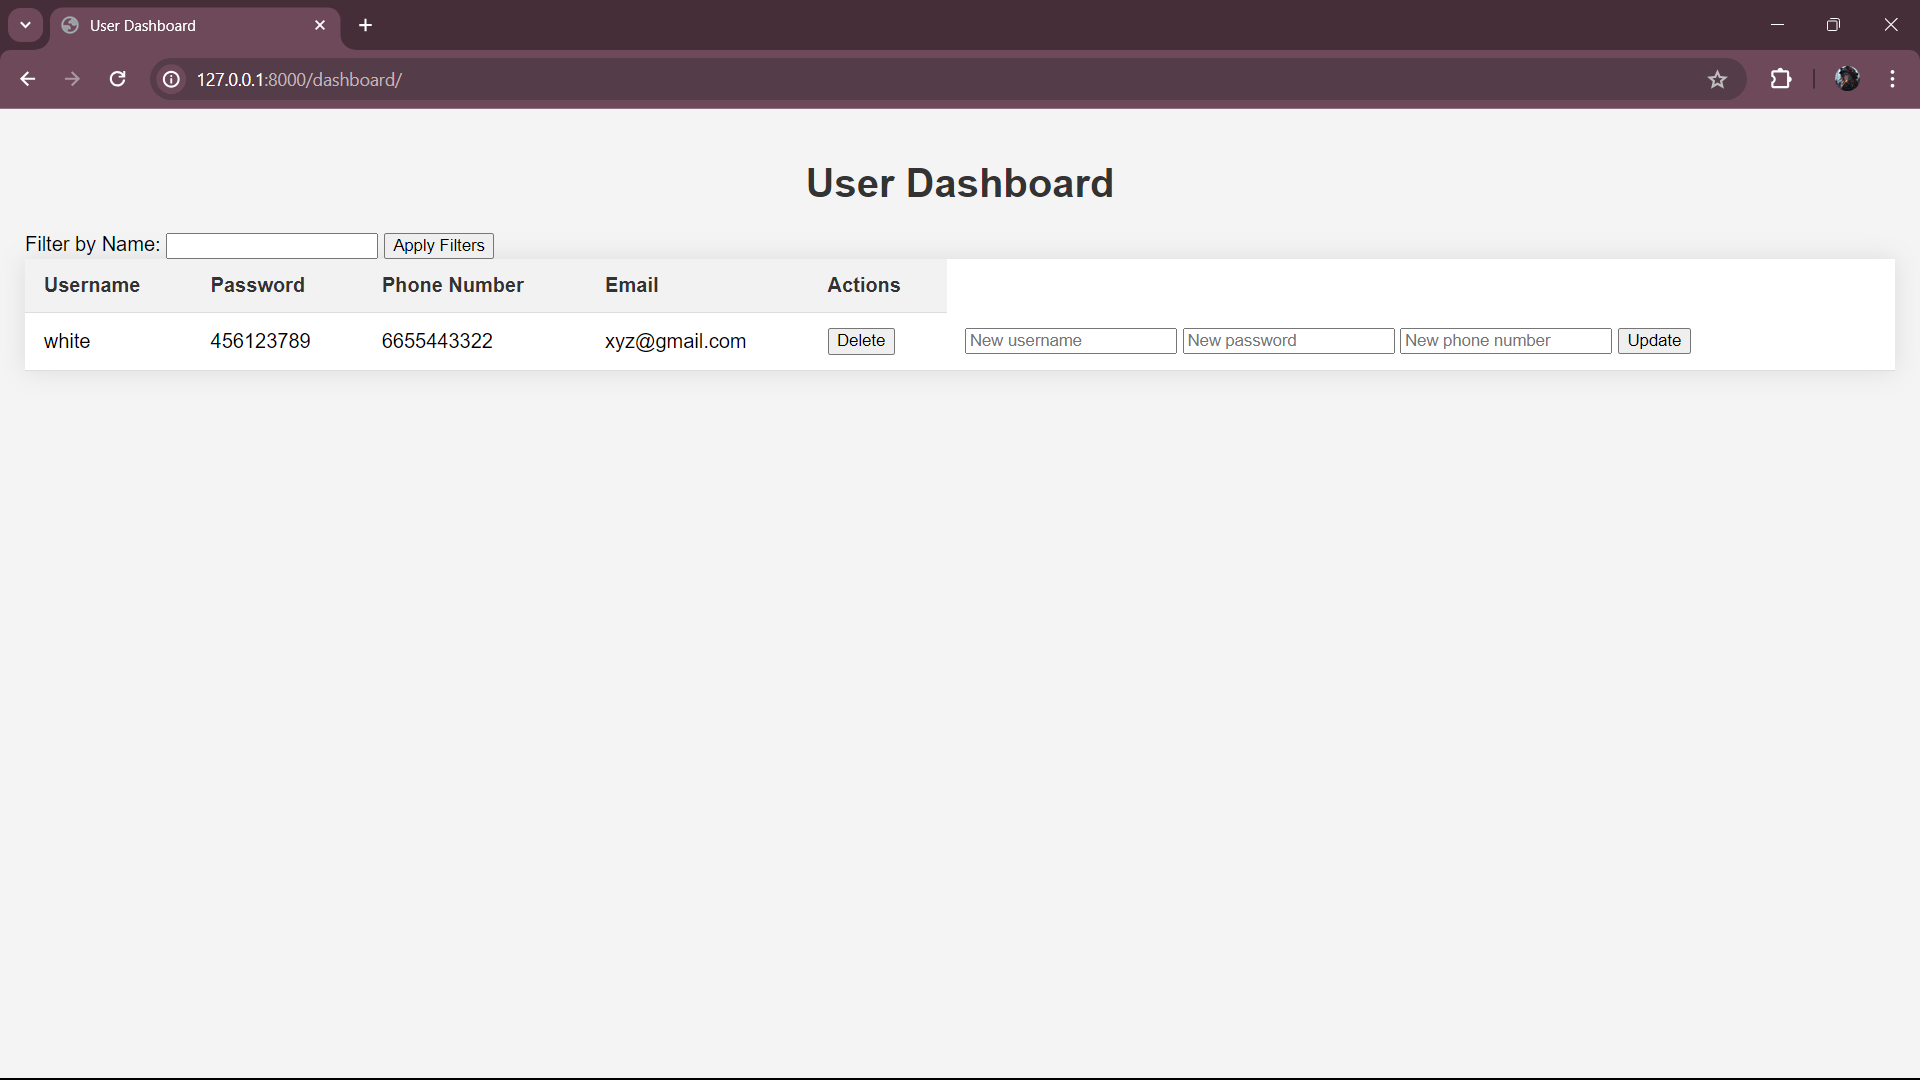 User Dashboard
127.0.0.1:8000/dashboard/
User Dashboard
Filter by Name: Apply Filters
Username Password Phone Number Email Actions
white 456123789 6655443322 xyz@gmail.com Delete New username New password New phone number Update